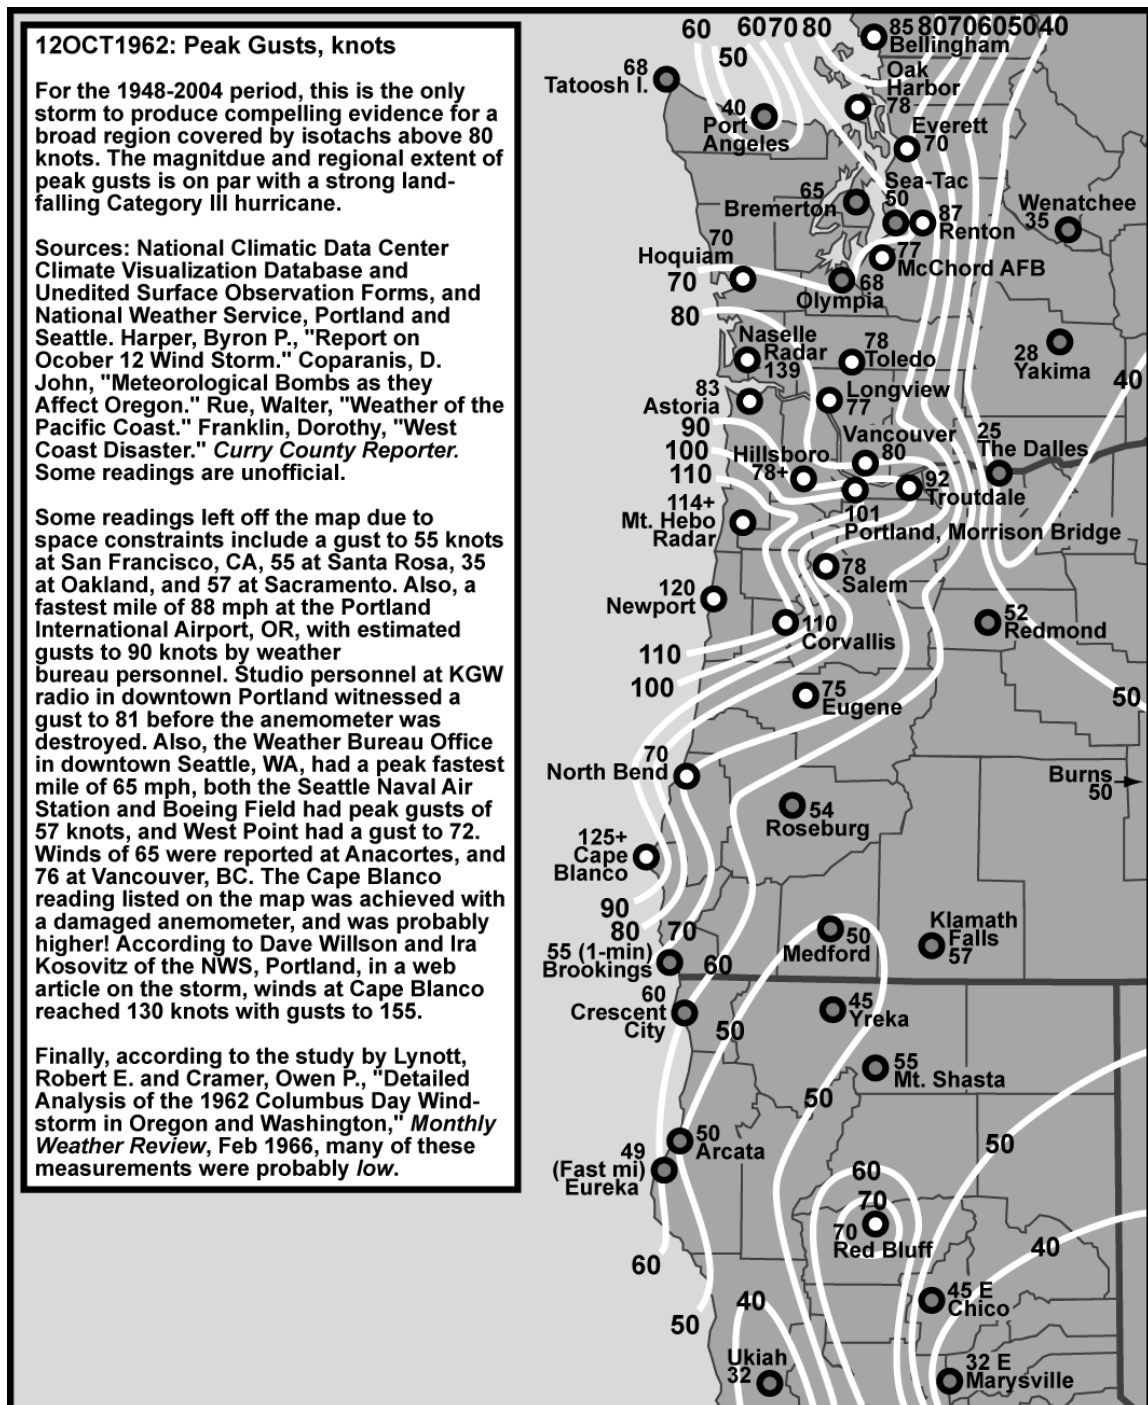 12OCT1962: Peak Gusts, knots
For the 1948-2004 period, this is the only
storm to produce compelling evidence for a
broad region covered by isotachs above 80
knots. The magnitdue and regional extent of
peak gusts is on par with a strong land-
falling Category III hurricane.
Sources: National Climatic Data Center
Climate Visualization Database and
Unedited Surface Observation Forms, and
National Weather Service, Portland and
Seattle. Harper, Byron P., "Report on
Ocober 12 Wind Storm." Coparanis, D.
John, "Meteorological Bombs as they
Affect Oregon." Rue, Walter, "Weather of the
Pacific Coast." Franklin, Dorothy, "West
Coast Disaster." Curry County Reporter.
Some readings are unofficial.
Some readings left off the map due to
space constraints include a gust to 55 knots
at San Francisco, CA, 55 at Santa Rosa, 35
at Oakland, and 57 at Sacramento. Also, a
fastest mile of 88 mph at the Portland
International Airport, OR, with estimated
gusts to 90 knots by weather
bureau personnel. Studio personnel at KGW
radio in downtown Portland witnessed a
gust to 81 before the anemometer was
destroyed. Also, the Weather Bureau Office
in downtown Seattle, WA, had a peak fastest
mile of 65 mph, both the Seattle Naval Air
Station and Boeing Field had peak gusts of
57 knots, and West Point had a gust to 72.
Winds of 65 were reported at Anacortes, and
76 at Vancouver, BC. The Cape Blanco
reading listed on the map was achieved with
a damaged anemometer, and was probably
higher! According to Dave Willson and Ira
Kosovitz of the NWS, Portland, in a web
article on the storm, winds at Cape Blanco
reached 130 knots with gusts to 155.
Finally, according to the study by Lynott,
Robert E. and Cramer, Owen P., "Detailed
Analysis of the 1962 Columbus Day Wind-
storm in Oregon and Washington," Monthly
Weather Review, Feb 1966, many of these
measurements were probably low.
60 60 70 80 80 70 60 50 40
50
85
Bellingham
68
Tatoosh I.
Oak
Harbor
78
40
Port
Angeles
Everett
70
65
Bremerton
Sea-Tac
50
87
Renton
Wenatchee
35
70
Hoquiam
77
McChord AFB
70
68
Olympia
80
Naselle
Radar
139
78
Toledo
28
Yakima
40
83
Astoria
Longview
77
90
100
110
Vancouver
80
25
The Dalles
Hillsboro
78+
92
Troutdale
101
Portland, Morrison Bridge
114+
Mt. Hebo
Radar
78
Salem
120
Newport
110
Corvallis
52
Redmond
110
100
50
75
Eugene
70
North Bend
Burns
50
54
Roseburg
125+
Cape
Blanco
90
80
70
60
50
Medford
Klamath
Falls
57
55 (1-min)
Brookings
60
Crescent
City
45
Yreka
50
55
Mt. Shasta
50
50
50
Arcata
49
(Fast mi)
Eureka
60
70
70
Red Bluff
40
60
50
45 E
Chico
40
Ukiah
32
32 E
Marysville